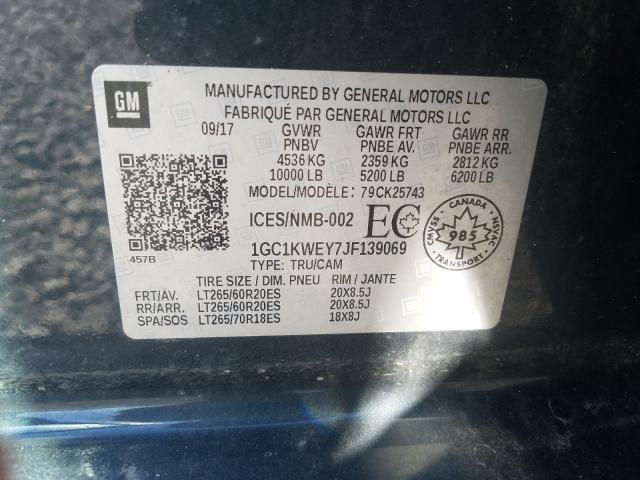 GM
MANUFACTURED BY GENERAL MOTORS LLC
FABRIQUÉ PAR GENERAL MOTORS LLC
09/17 GVWR GAWR FRT GAWR RR
PNBV PNBE AV. PNBE ARR.
4536 KG 2359 KG 2812 KG
10000 LB 5200 LB 6200 LB
MODEL/MODÈLE: 79CK25743
ICES/NMB-002 EC
CANADA
CMVSS 985 NSVAC
TRANSPORT
457B
1GC1KWEY7JF139069
TYPE: TRU/CAM
TIRE SIZE / DIM. PNEU RIM / JANTE
FRT/AV. LT265/60R20ES 20X8.5J
RR/ARR. LT265/60R20ES 20X8.5J
SPA/SOS LT265/70R18ES 18X8J